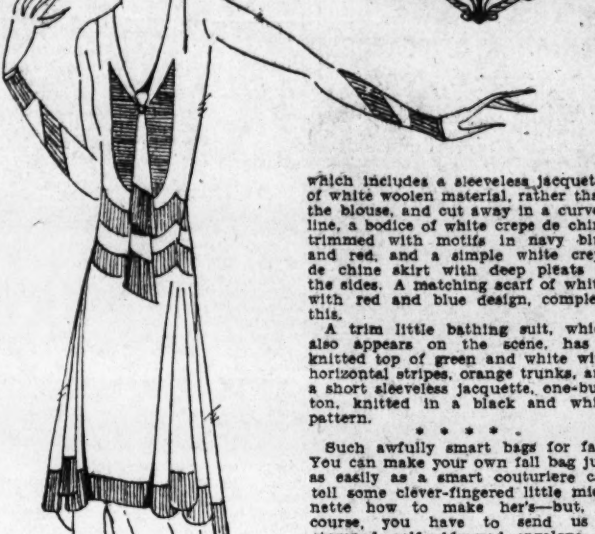 which includes a sleeveless jacquet
of white woolen material, rather tha
the blouse, and cut away in a curve
line, a bodice of white crepe de chin
trimmed with motifs in navy bl
and red, and a simple white cre
de chine skirt with deep pleats
the sides. A matching scarf of whit
with red and blue design, comple
this.
A trim little bathing suit, whic
also appears on the scene, has
knitted top of green and white wi
horizontal stripes, orange trunks, a
a short sleeveless jacquette, one-bu
ton, knitted in a black and whi
pattern.
* * * * .
Such awfully smart bags for fa
You can make your own fall bag ju
as easily as a smart couturiere c
tell some clever-fingered little mid
nette how to make her's—but,
course, you have to send us